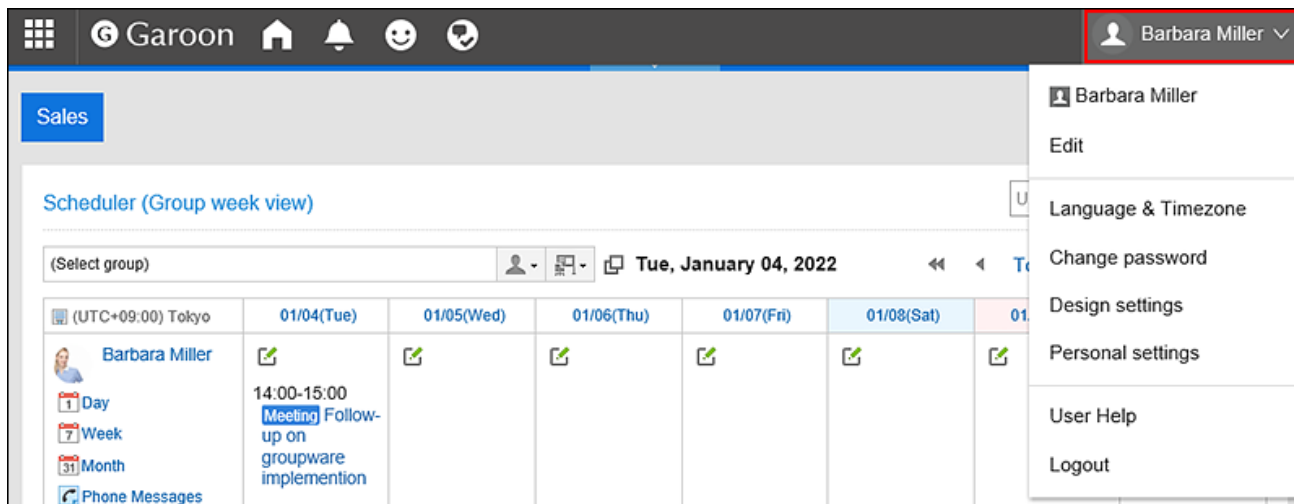 G Garoon
Barbara Miller
Barbara Miller
Edit
Language & Timezone
Change password
Design settings
Personal settings
User Help
Logout
Sales
Scheduler (Group week view)
U
(Select group)
Tue, January 04, 2022
(UTC+09:00) Tokyo
01/04(Tue)
01/05(Wed)
01/06(Thu)
01/07(Fri)
01/08(Sat)
Barbara Miller
1 Day
7 Week
31 Month
Phone Messages
14:00-15:00
Meeting Follow-
up on
groupware
implemention